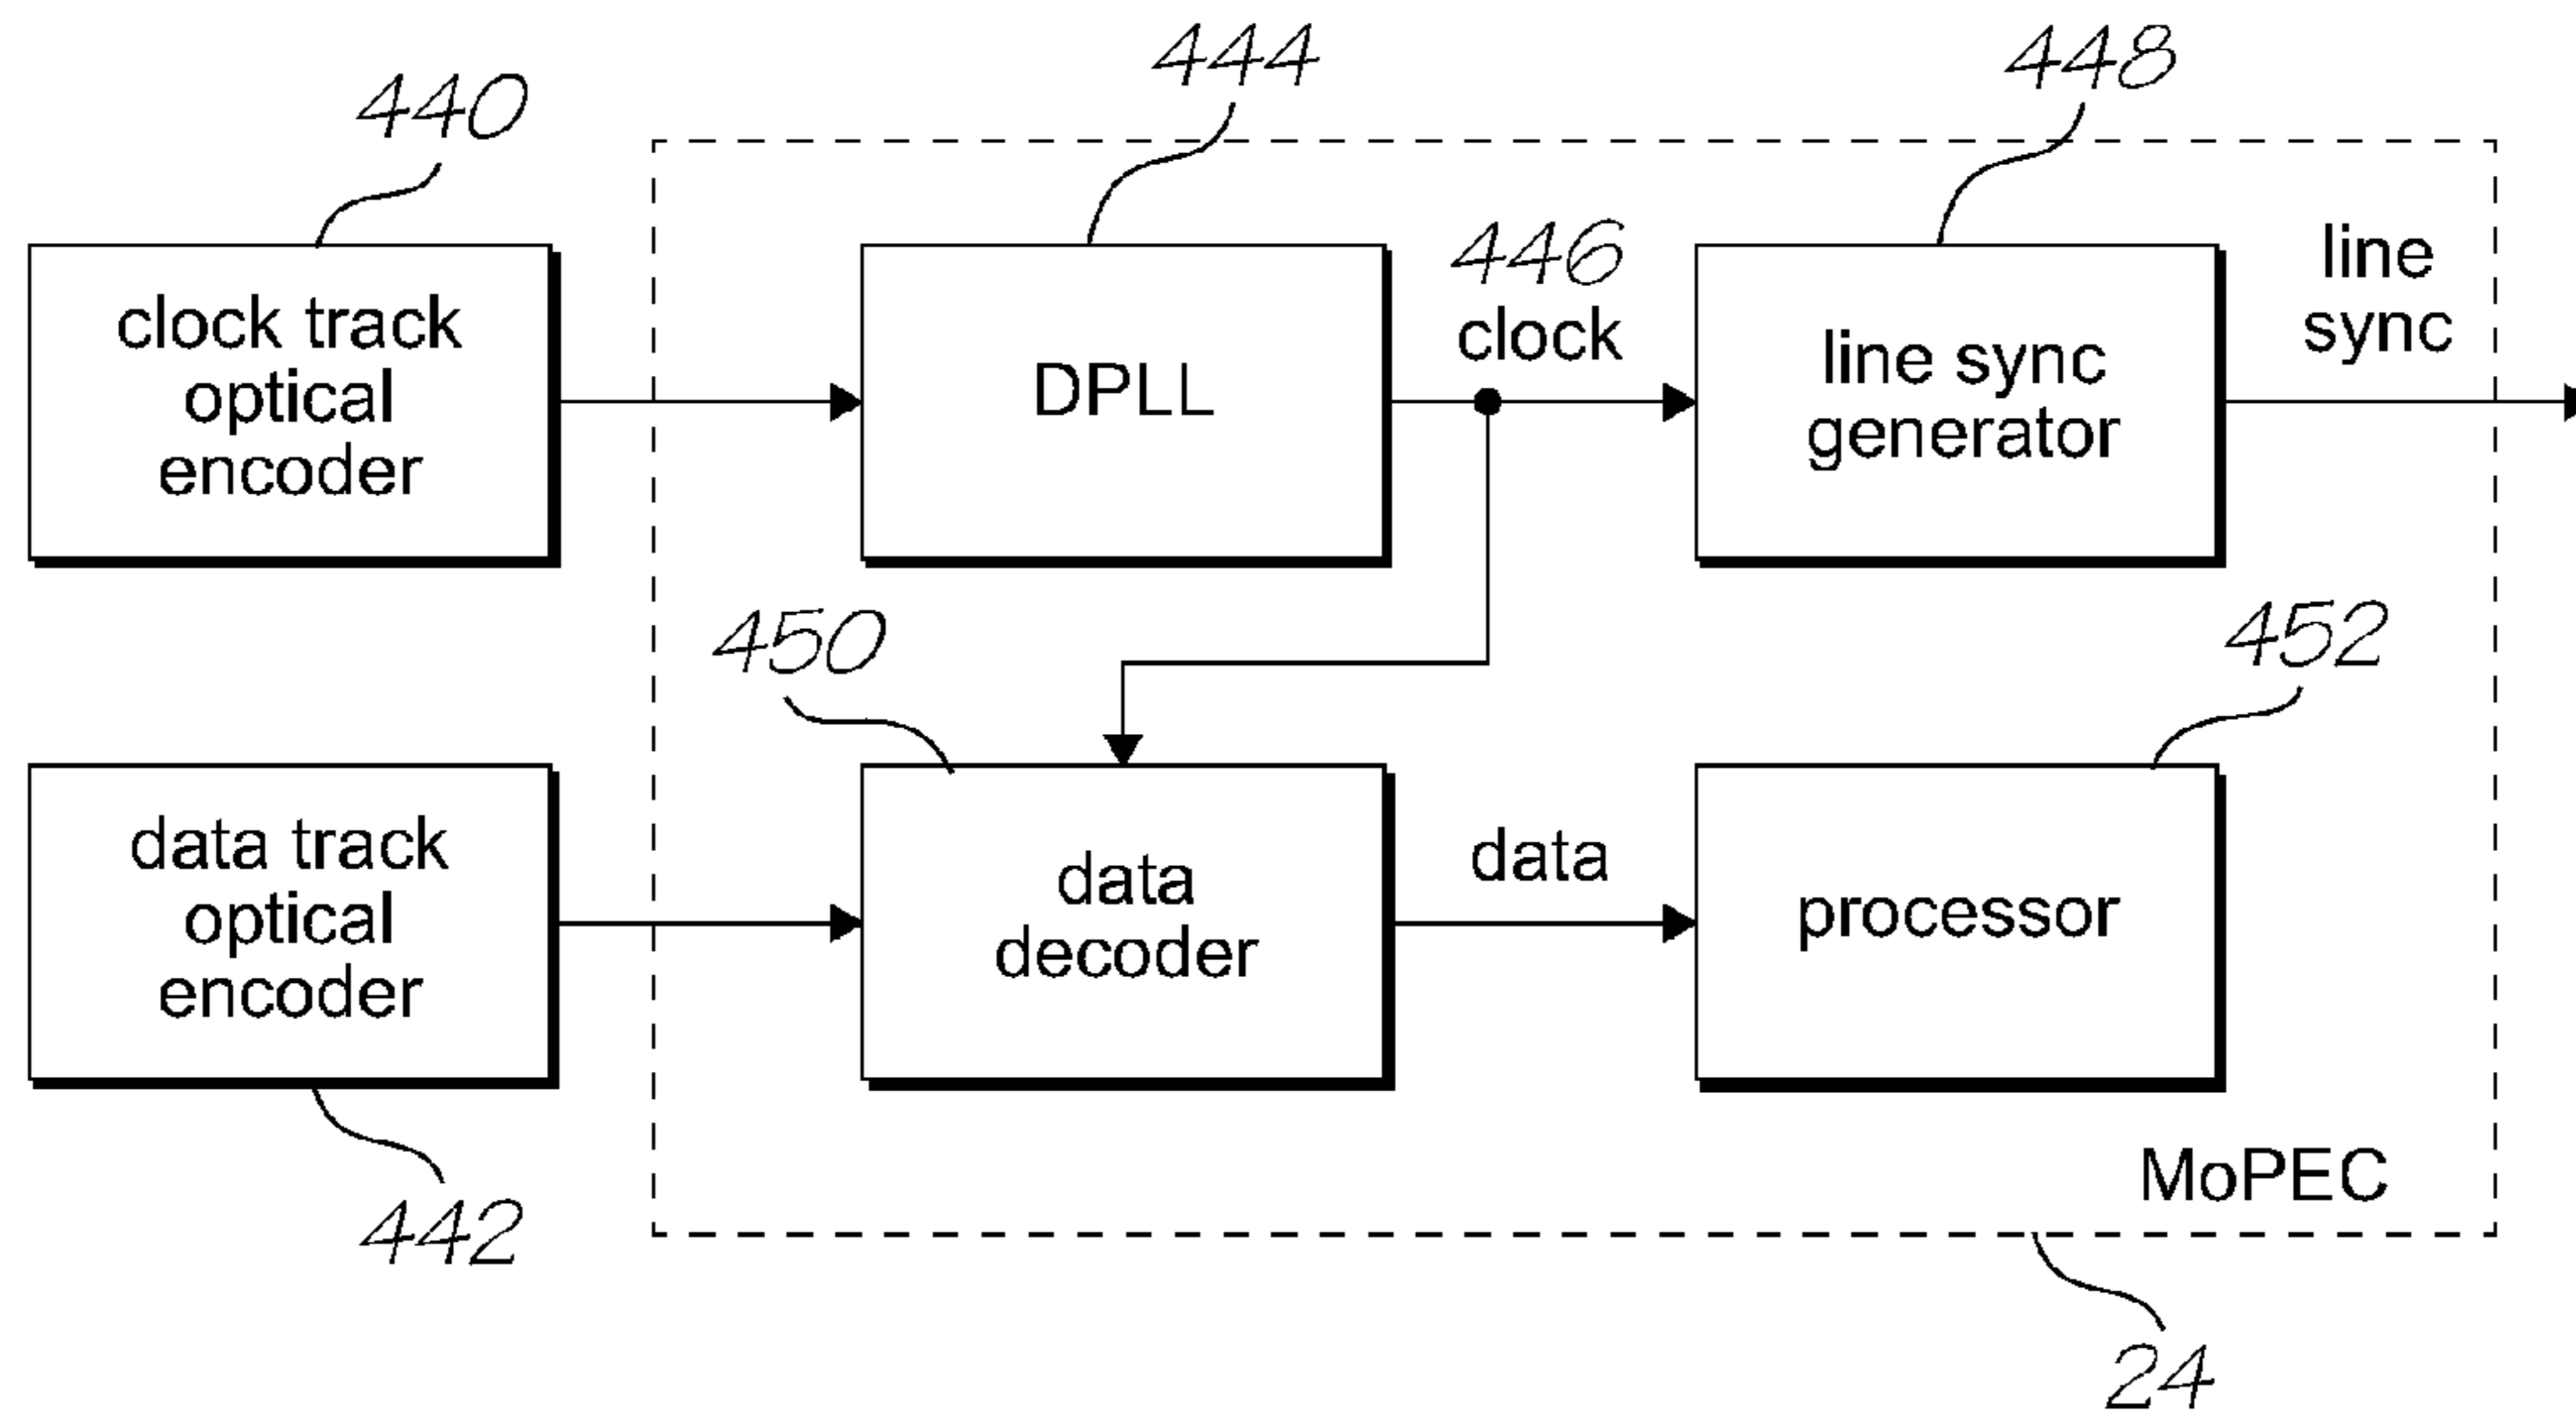 440
444
448
446
clock track
optical
encoder
DPLL
clock
line sync
generator
line
sync
450
452
data track
optical
encoder
data
decoder
data
processor
MoPEC
442
24